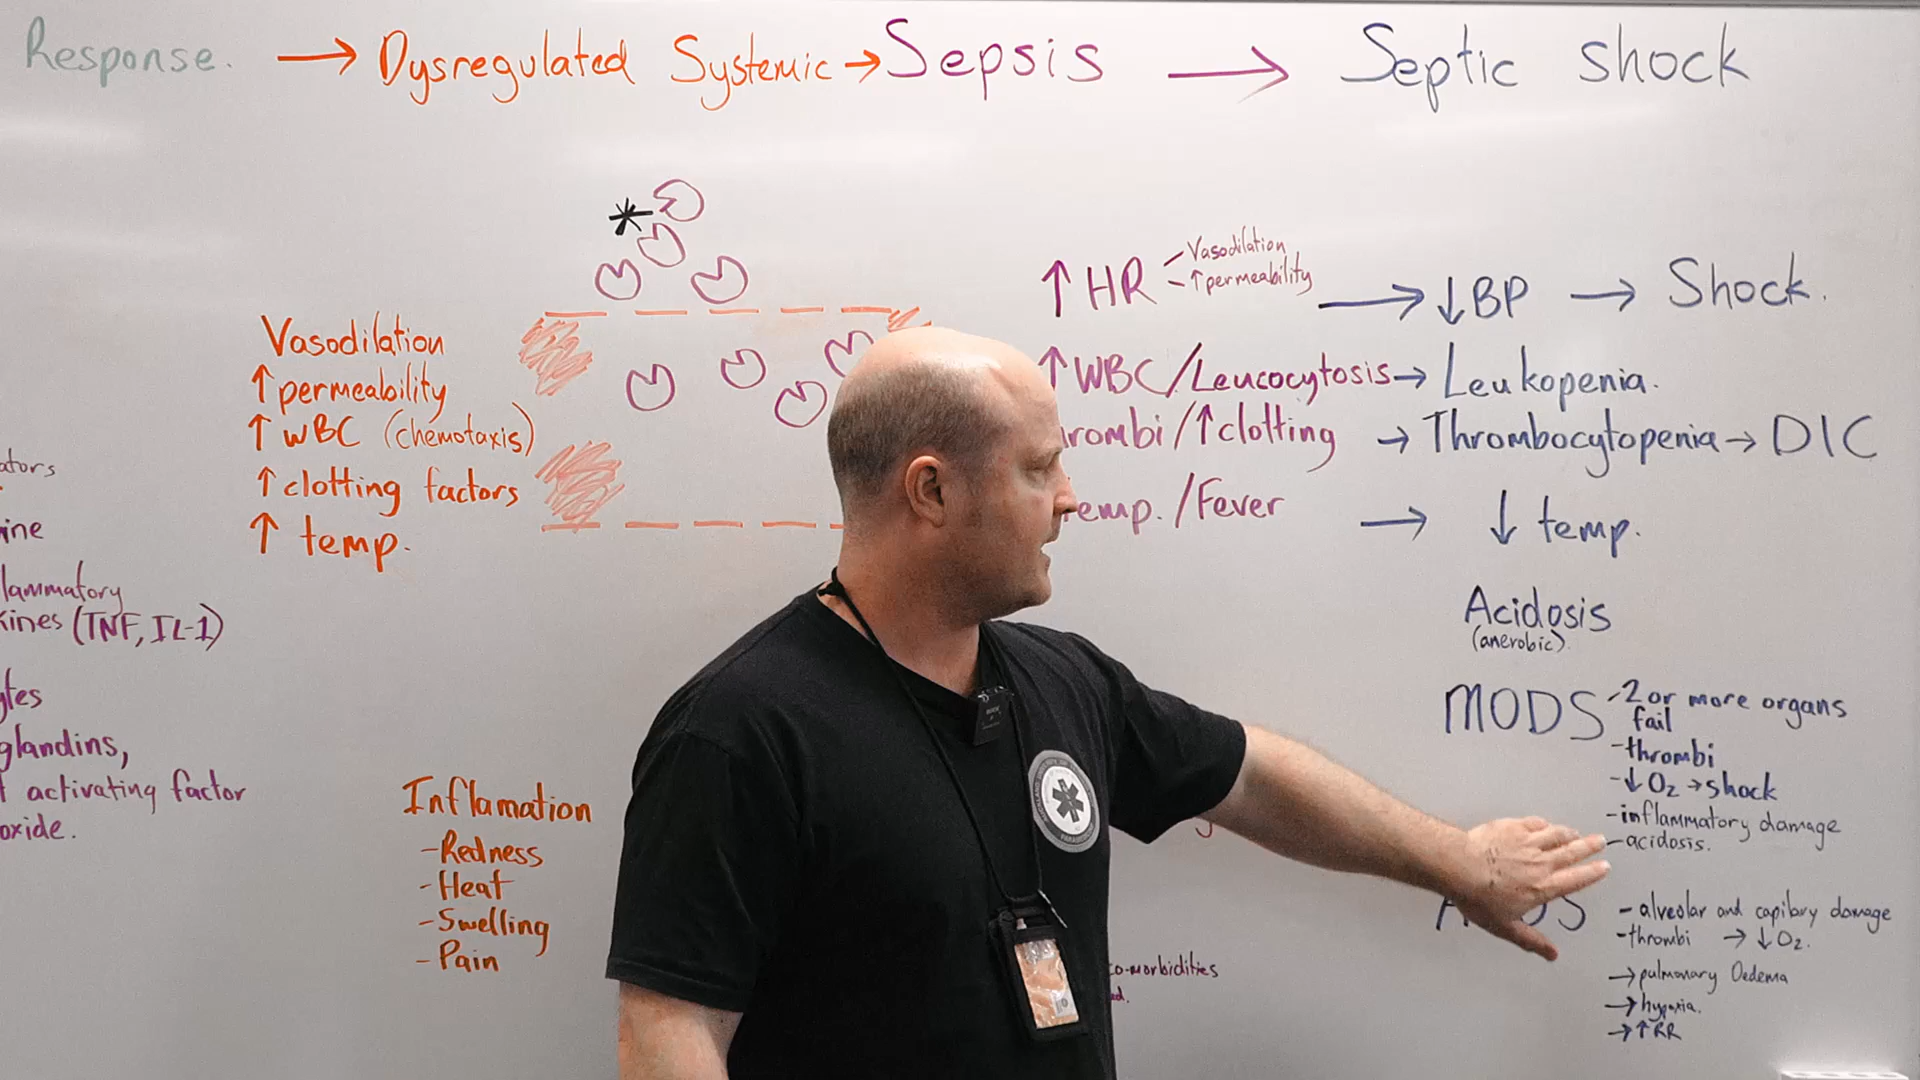 Response. → Dysregulated Systemic → Sepsis → Septic shock
Vasodilation
↑ permeability
↑ WBC (chemotaxis)
↑ clotting factors
↑ temp.
ators
ine
lammatory
kines (TNF, IL-1)
glandins,
activating factor
oxide.
Inflamation
- Redness
- Heat
- Swelling
- Pain
↑ HR - Vasodilation
- ↑ permeability
→ ↓ BP → Shock.
↑ WBC/Leucocytosis → Leukopenia.
rombi/↑ clotting → Thrombocytopenia → DIC
emp. / Fever → ↓ temp.
Acidosis
(anerobic).
MODS - 2 or more organs
fail
- thrombi
- ↓ O2 → shock
- inflammatory damage
- acidosis.
- alveolar and capilary damage
- thrombi → ↓ O2.
→ pulmonary Oedema
→ hypoxia.
→ ↑ RR
co-morbidities